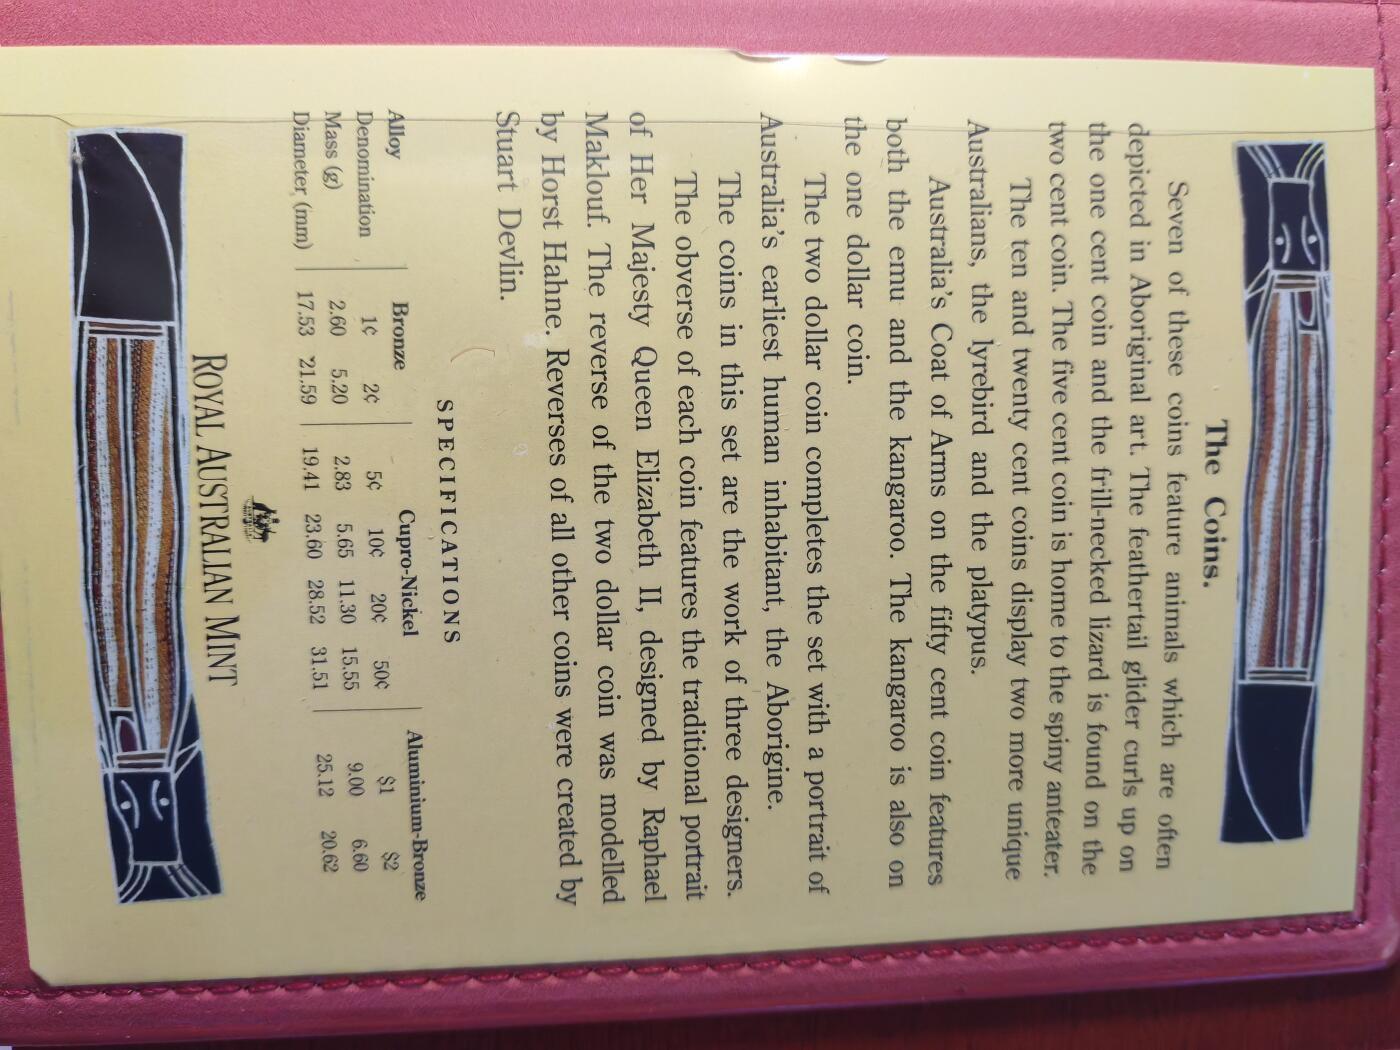 The Coins.
Seven of these coins feature animals which are often
depicted in Aboriginal art. The feathertail glider curls up on
the one cent coin and the frill-necked lizard is found on the
two cent coin. The five cent coin is home to the spiny anteater.
The ten and twenty cent coins display two more unique
Australians, the lyrebird and the platypus.
Australia's Coat of Arms on the fifty cent coin features
both the emu and the kangaroo. The kangaroo is also on
the one dollar coin.
The two dollar coin completes the set with a portrait of
Australia's earliest human inhabitant, the Aborigine.
The coins in this set are the work of three designers.
The obverse of each coin features the traditional portrait
of Her Majesty Queen Elizabeth II, designed by Raphael
Maklouf. The reverse of the two dollar coin was modelled
by Horst Hahne. Reverses of all other coins were created by
Stuart Devlin.
SPECIFICATIONS
Alloy Bronze Cupro-Nickel Aluminium-Bronze
Denomination 1¢ 2¢ 5¢ 10¢ 20¢ 50¢ $1 $2
Mass (g) 2.60 5.20 2.83 5.65 11.30 15.55 9.00 6.60
Diameter (mm) 17.53 21.59 19.41 23.60 28.52 31.51 25.12 20.62
ROYAL AUSTRALIAN MINT